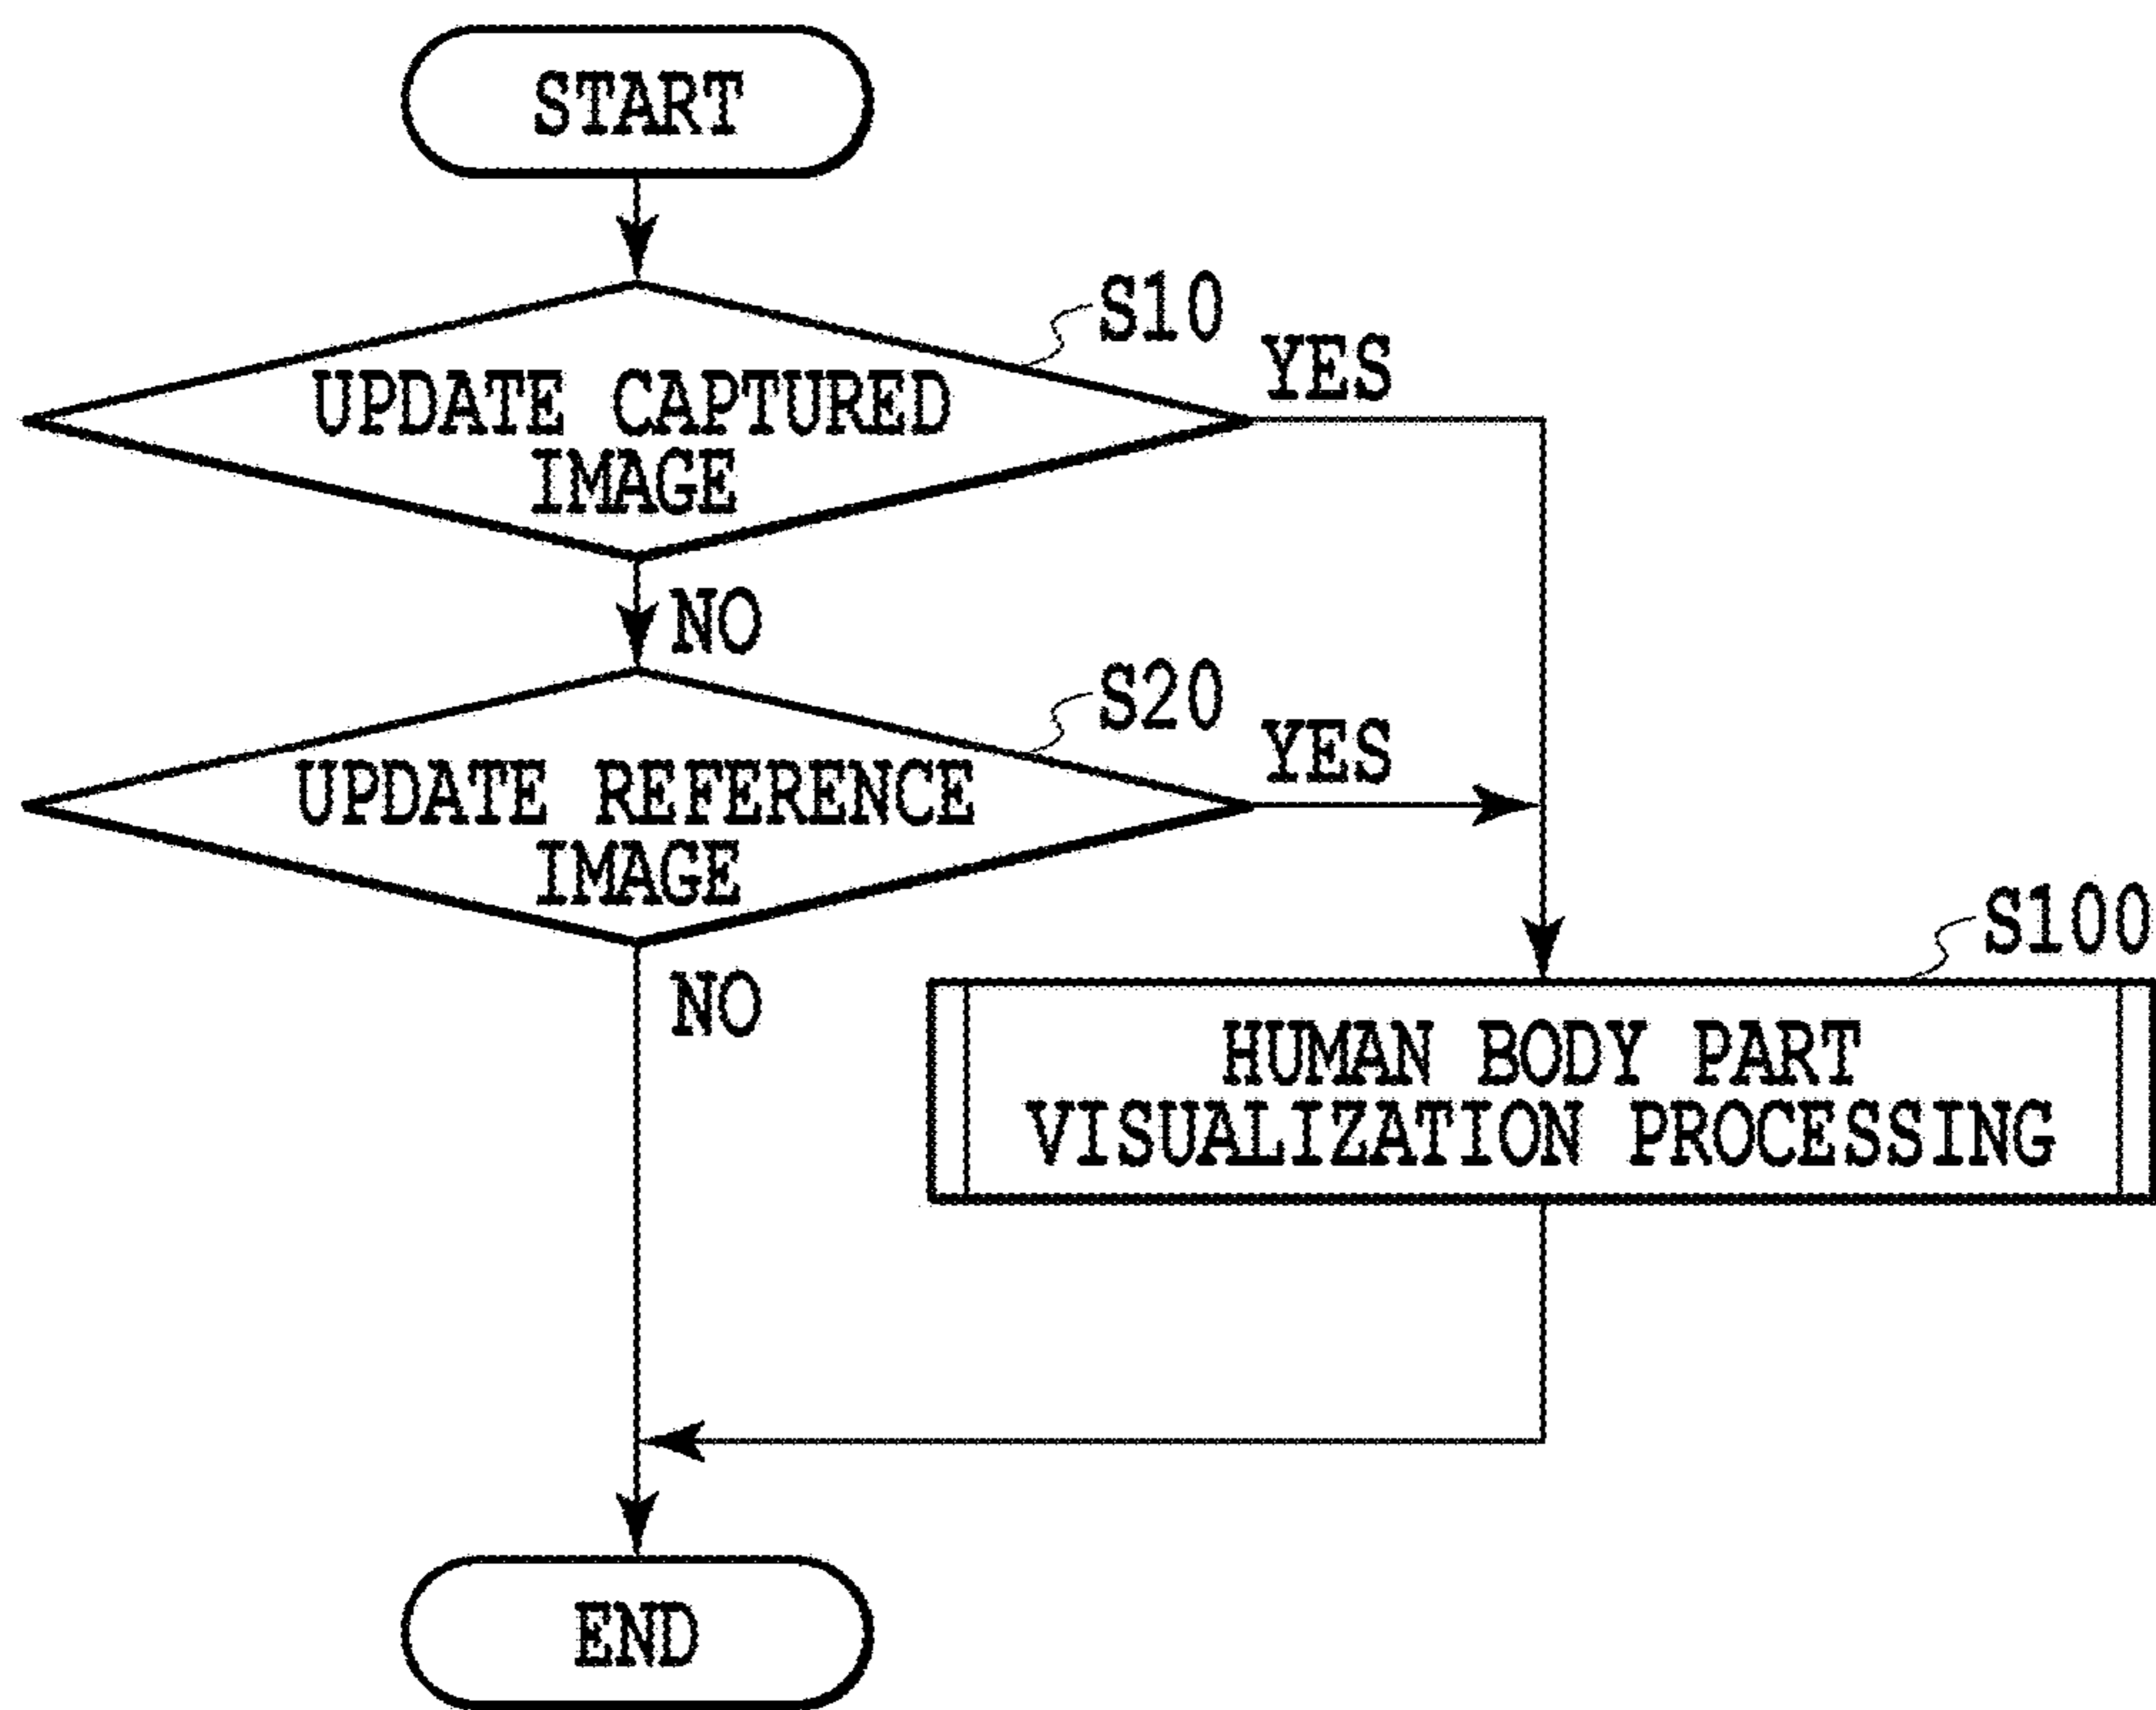 START
S10
YES
UPDATE CAPTURED
IMAGE
NO
S20
YES
UPDATE REFERENCE
IMAGE
NO
S100
HUMAN BODY PART
VISUALIZATION PROCESSING
END